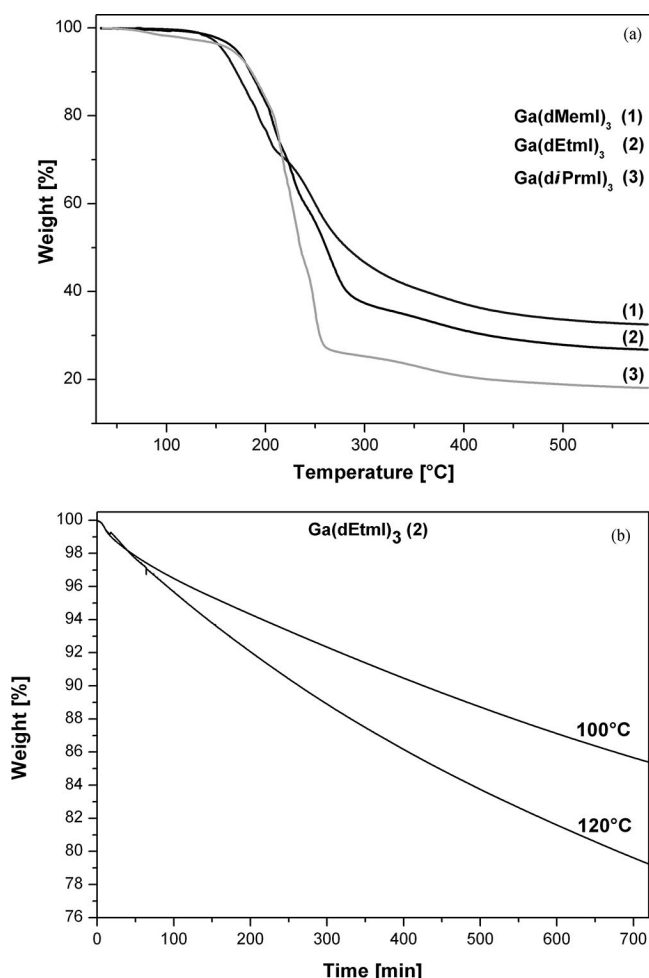 (a)
100
80
60
40
20
Weight [%]
Ga(dMeml)3 (1)
Ga(dEtml)3 (2)
Ga(diPrml)3 (3)
(1)
(2)
(3)
100 200 300 400 500
Temperature [°C]
Ga(dEtml)3 (2) (b)
100
98
96
94
92
90
88
86
84
82
80
78
76
Weight [%]
100°C
120°C
0 100 200 300 400 500 600 700
Time [min]